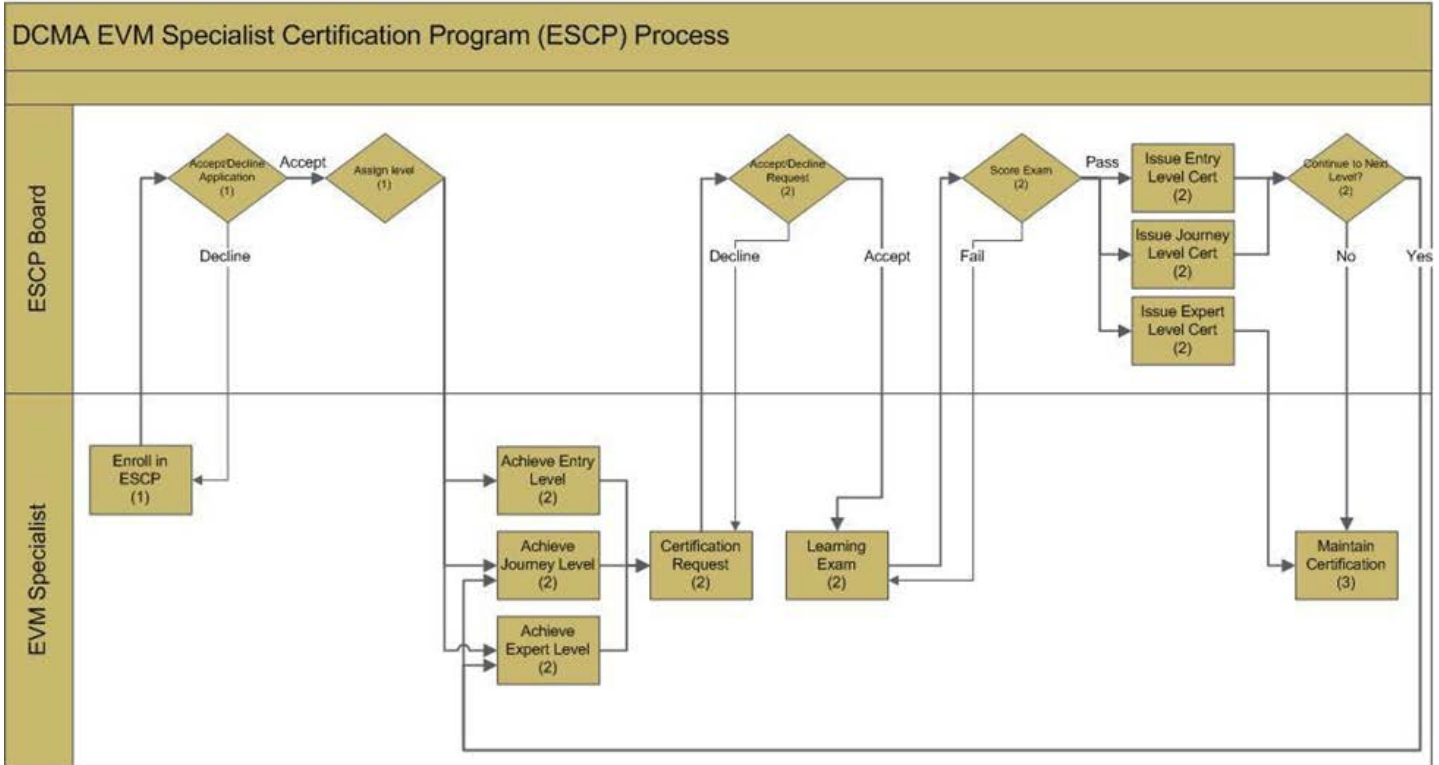 DCMA EVM Specialist Certification Program (ESCP) Process
ESCP Board
Accept/Decline
Application
(1)
Accept
Decline
Assign level
(1)
Accept/Decline
Request
(2)
Decline
Accept
Score Exam
(2)
Pass
Fail
Issue Entry
Level Cert
(2)
Issue Journey
Level Cert
(2)
Issue Expert
Level Cert
(2)
Continue to Next
Level?
(2)
No
Yes
EVM Specialist
Enroll in
ESCP
(1)
Achieve Entry
Level
(2)
Achieve
Journey Level
(2)
Achieve
Expert Level
(2)
Certification
Request
(2)
Learning
Exam
(2)
Maintain
Certification
(3)